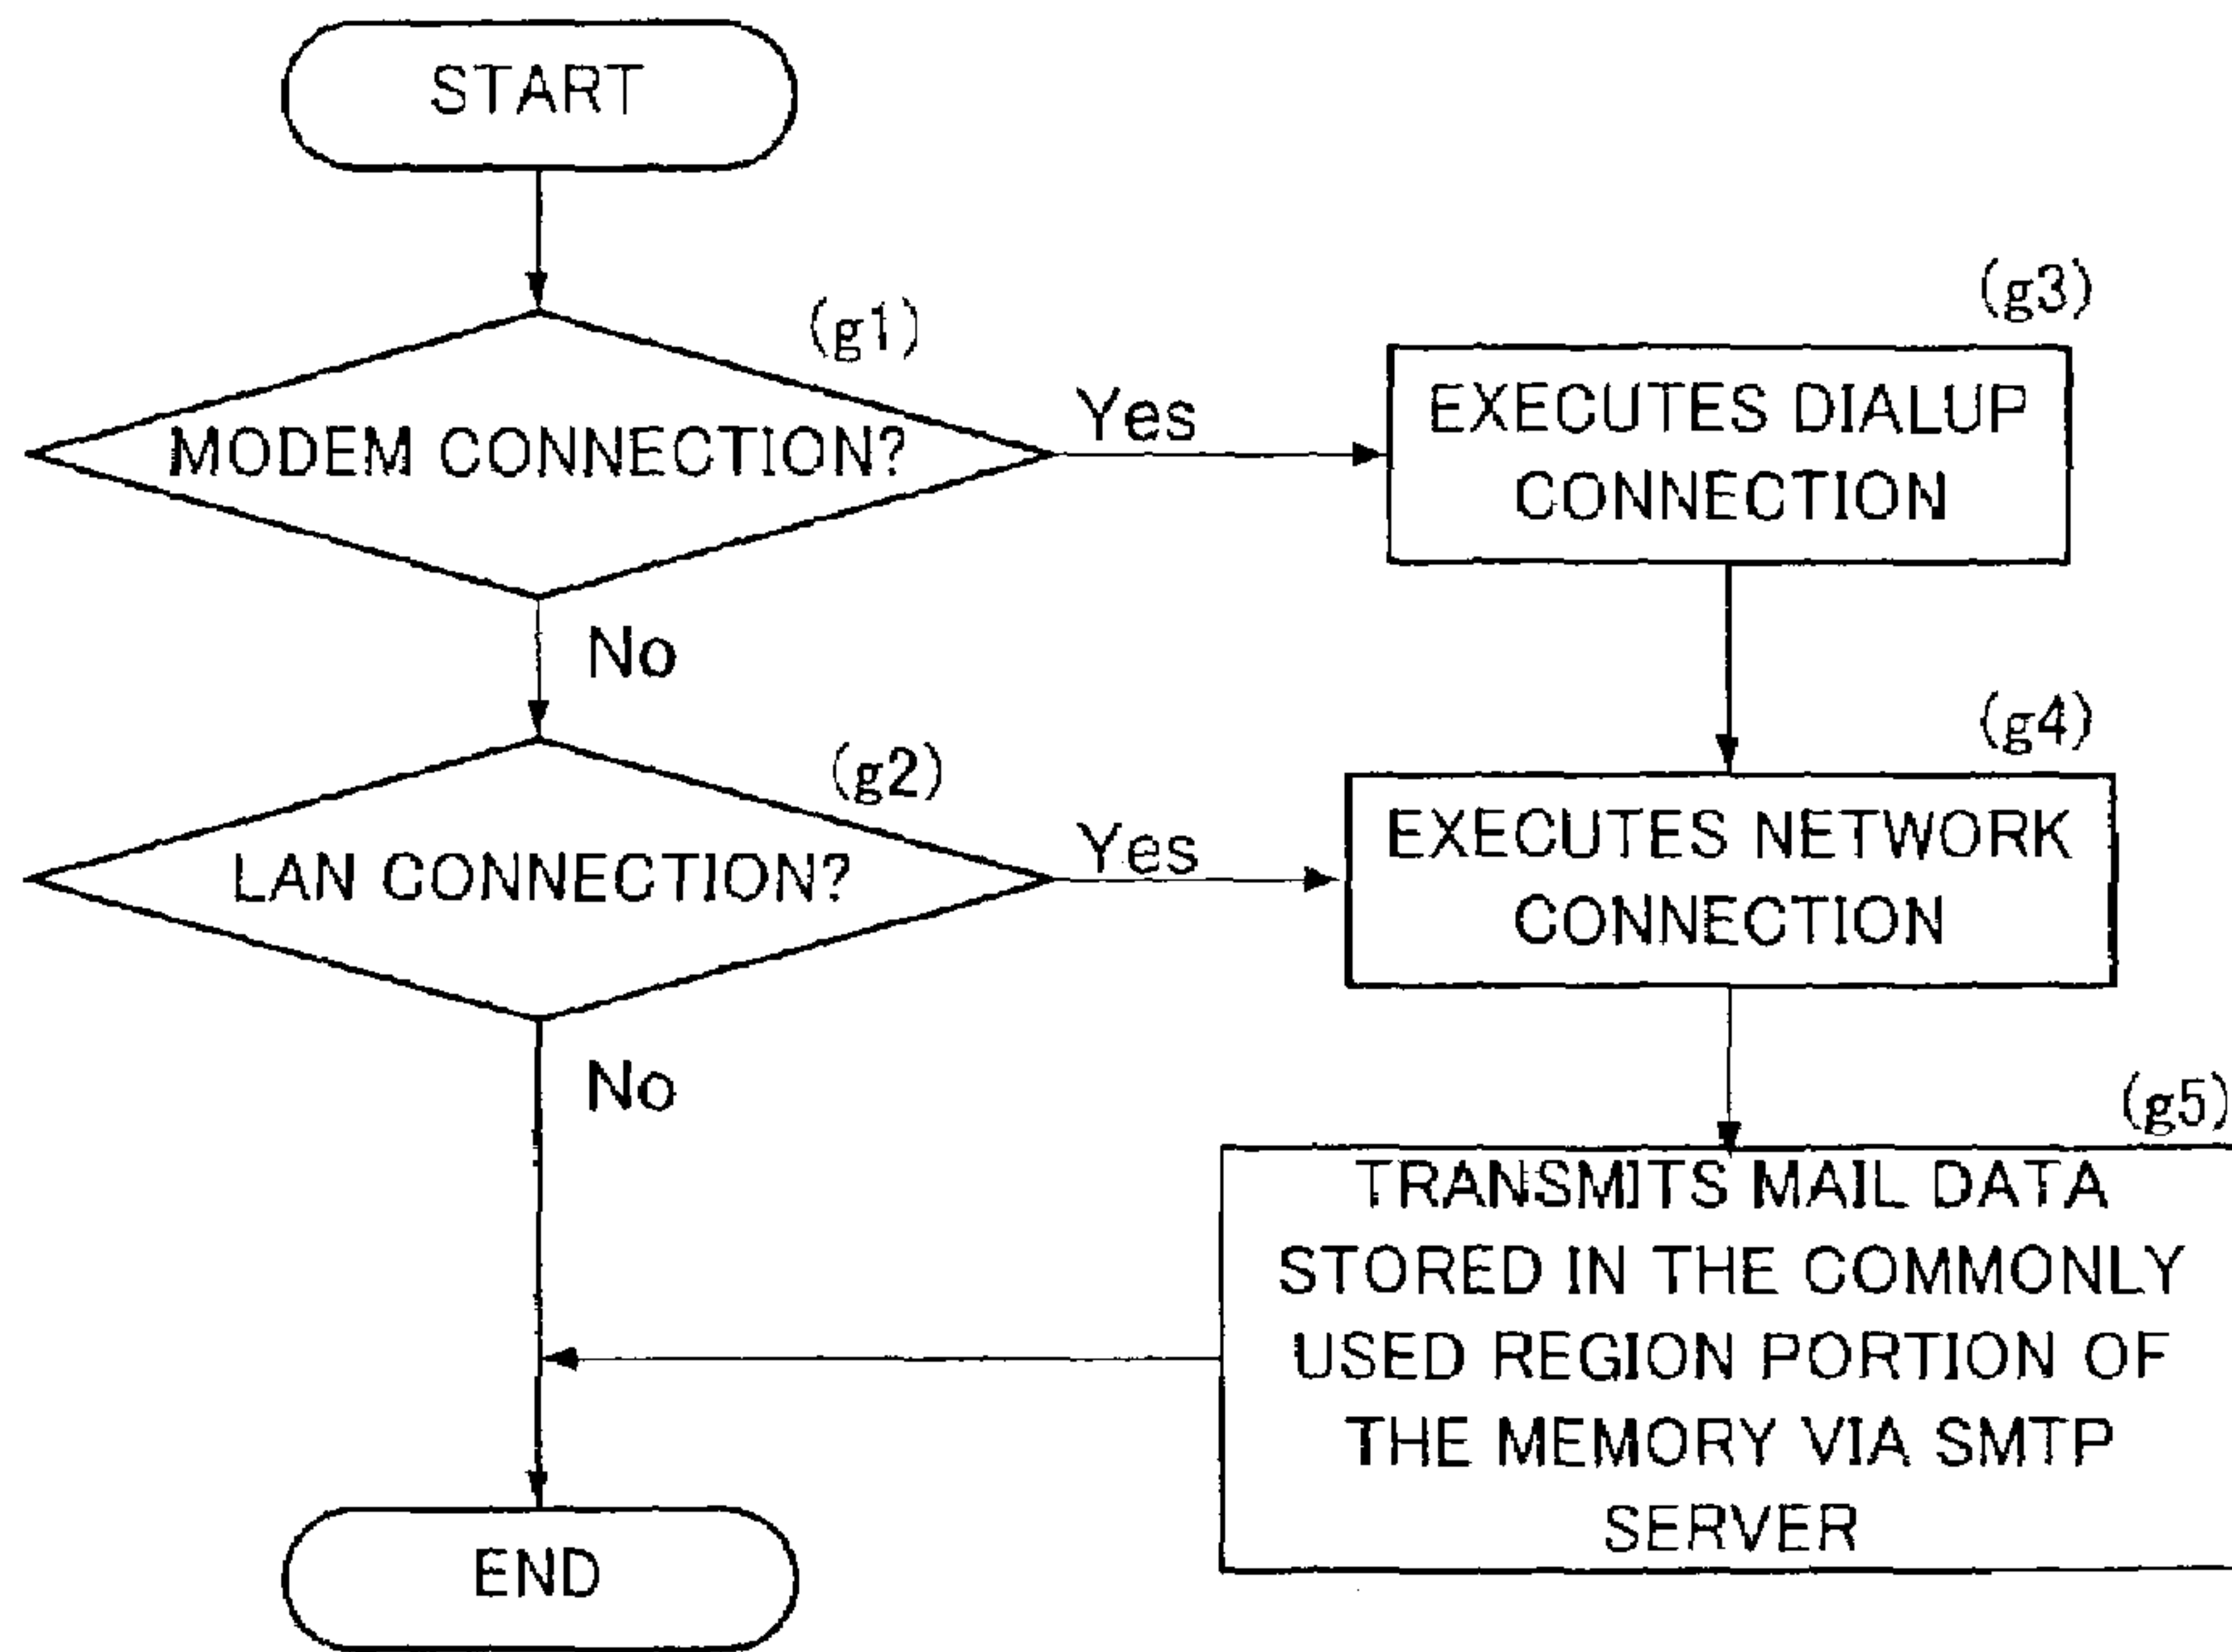 START
(g1)
MODEM CONNECTION?
Yes
No
(g3)
EXECUTES DIALUP
CONNECTION
(g2)
LAN CONNECTION?
Yes
No
(g4)
EXECUTES NETWORK
CONNECTION
(g5)
TRANSMITS MAIL DATA
STORED IN THE COMMONLY
USED REGION PORTION OF
THE MEMORY VIA SMTP
SERVER
END